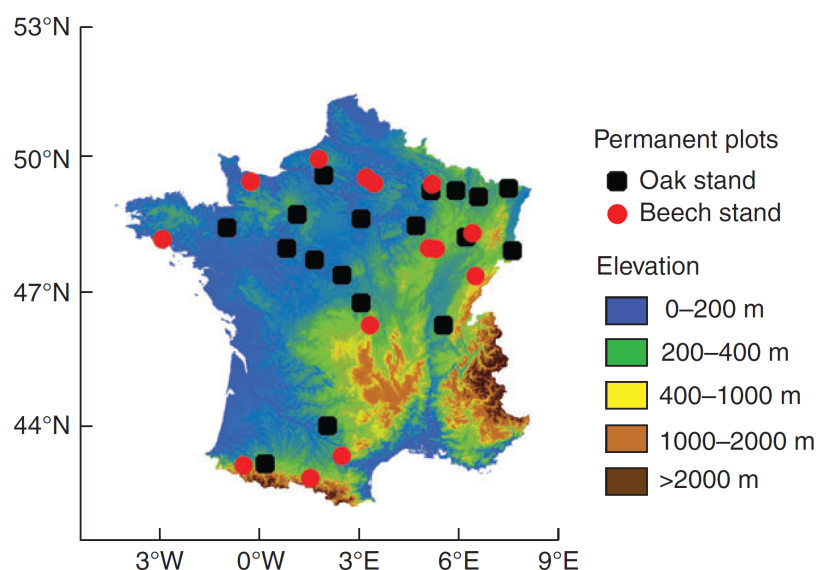 53°N
50°N
47°N
44°N
3°W
0°W
3°E
6°E
9°E
Permanent plots
Oak stand
Beech stand
Elevation
0–200 m
200–400 m
400–1000 m
1000–2000 m
>2000 m